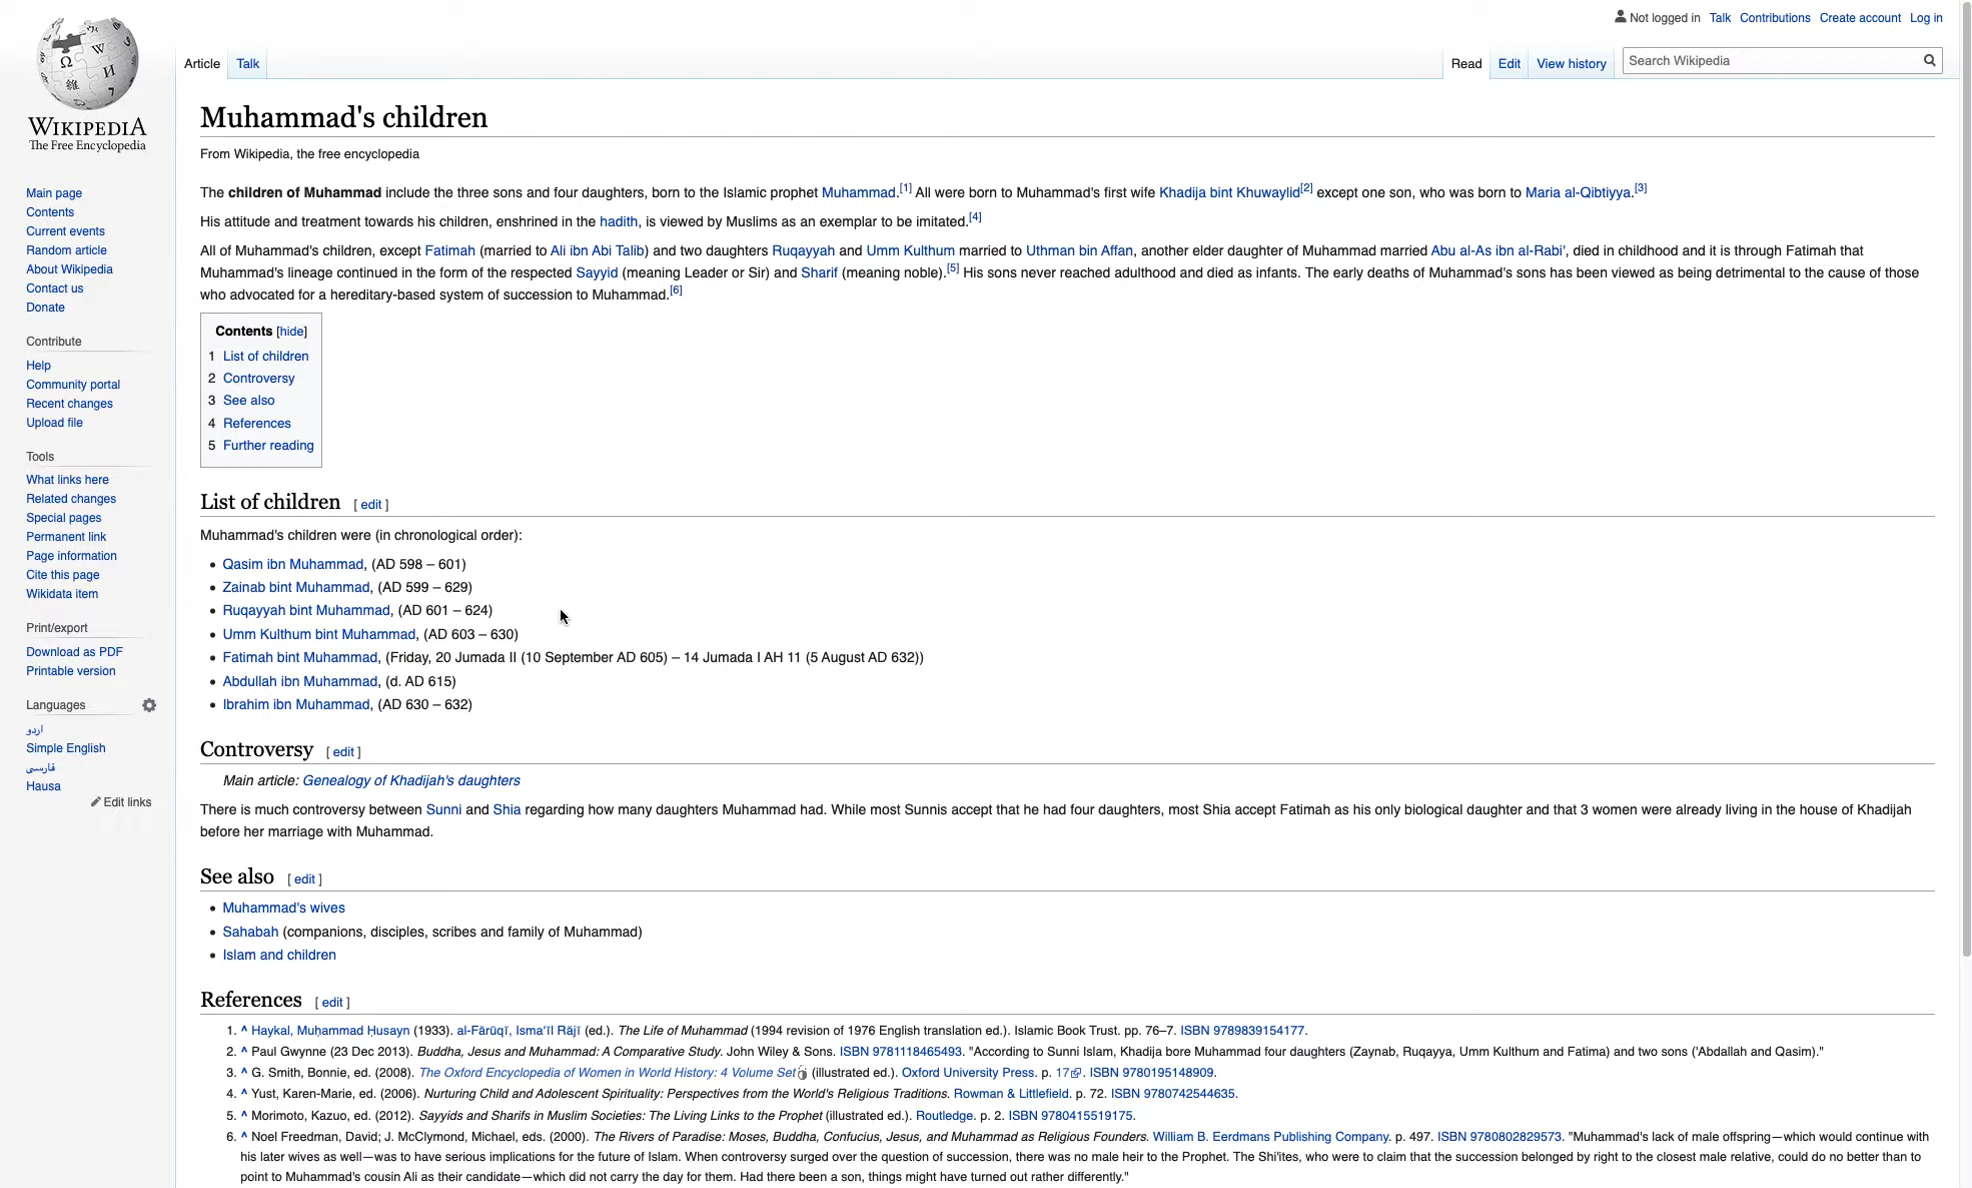 Not logged in Talk Contributions Create account Log in
Article Talk Read Edit View history Search Wikipedia
WIKIPEDIA
The Free Encyclopedia
Main page
Contents
Current events
Random article
About Wikipedia
Contact us
Donate
Contribute
Help
Community portal
Recent changes
Upload file
Tools
What links here
Related changes
Special pages
Permanent link
Page information
Cite this page
Wikidata item
Print/export
Download as PDF
Printable version
Languages
اردو
Simple English
فارسی
Hausa
Edit links
Muhammad's children
From Wikipedia, the free encyclopedia
The children of Muhammad include the three sons and four daughters, born to the Islamic prophet Muhammad.[1] All were born to Muhammad's first wife Khadija bint Khuwaylid[2] except one son, who was born to Maria al-Qibtiyya.[3]
His attitude and treatment towards his children, enshrined in the hadith, is viewed by Muslims as an exemplar to be imitated.[4]
All of Muhammad's children, except Fatimah (married to Ali ibn Abi Talib) and two daughters Ruqayyah and Umm Kulthum married to Uthman bin Affan, another elder daughter of Muhammad married Abu al-As ibn al-Rabi', died in childhood and it is through Fatimah that
Muhammad's lineage continued in the form of the respected Sayyid (meaning Leader or Sir) and Sharif (meaning noble).[5] His sons never reached adulthood and died as infants. The early deaths of Muhammad's sons has been viewed as being detrimental to the cause of those
who advocated for a hereditary-based system of succession to Muhammad.[6]
Contents [hide]
1 List of children
2 Controversy
3 See also
4 References
5 Further reading
List of children [ edit ]
Muhammad's children were (in chronological order):
• Qasim ibn Muhammad, (AD 598 – 601)
• Zainab bint Muhammad, (AD 599 – 629)
• Ruqayyah bint Muhammad, (AD 601 – 624)
• Umm Kulthum bint Muhammad, (AD 603 – 630)
• Fatimah bint Muhammad, (Friday, 20 Jumada II (10 September AD 605) – 14 Jumada I AH 11 (5 August AD 632))
• Abdullah ibn Muhammad, (d. AD 615)
• Ibrahim ibn Muhammad, (AD 630 – 632)
Controversy [ edit ]
Main article: Genealogy of Khadijah's daughters
There is much controversy between Sunni and Shia regarding how many daughters Muhammad had. While most Sunnis accept that he had four daughters, most Shia accept Fatimah as his only biological daughter and that 3 women were already living in the house of Khadijah
before her marriage with Muhammad.
See also [ edit ]
• Muhammad's wives
• Sahabah (companions, disciples, scribes and family of Muhammad)
• Islam and children
References [ edit ]
1. ^ Haykal, Muḥammad Ḥusayn (1933). al-Fārūqī, Isma'īl Rājī (ed.). The Life of Muhammad (1994 revision of 1976 English translation ed.). Islamic Book Trust. pp. 76–7. ISBN 9789839154177.
2. ^ Paul Gwynne (23 Dec 2013). Buddha, Jesus and Muhammad: A Comparative Study. John Wiley & Sons. ISBN 9781118465493. "According to Sunni Islam, Khadija bore Muhammad four daughters (Zaynab, Ruqayya, Umm Kulthum and Fatima) and two sons ('Abdallah and Qasim)."
3. ^ G. Smith, Bonnie, ed. (2008). The Oxford Encyclopedia of Women in World History: 4 Volume Set (illustrated ed.). Oxford University Press. p. 17. ISBN 9780195148909.
4. ^ Yust, Karen-Marie, ed. (2006). Nurturing Child and Adolescent Spirituality: Perspectives from the World's Religious Traditions. Rowman & Littlefield. p. 72. ISBN 9780742544635.
5. ^ Morimoto, Kazuo, ed. (2012). Sayyids and Sharifs in Muslim Societies: The Living Links to the Prophet (illustrated ed.). Routledge. p. 2. ISBN 9780415519175.
6. ^ Noel Freedman, David; J. McClymond, Michael, eds. (2000). The Rivers of Paradise: Moses, Buddha, Confucius, Jesus, and Muhammad as Religious Founders. William B. Eerdmans Publishing Company. p. 497. ISBN 9780802829573. "Muhammad's lack of male offspring—which would continue with
his later wives as well—was to have serious implications for the future of Islam. When controversy surged over the question of succession, there was no male heir to the Prophet. The Shi'ites, who were to claim that the succession belonged by right to the closest male relative, could do no better than to
point to Muhammad's cousin Ali as their candidate—which did not carry the day for them. Had there been a son, things might have turned out rather differently."